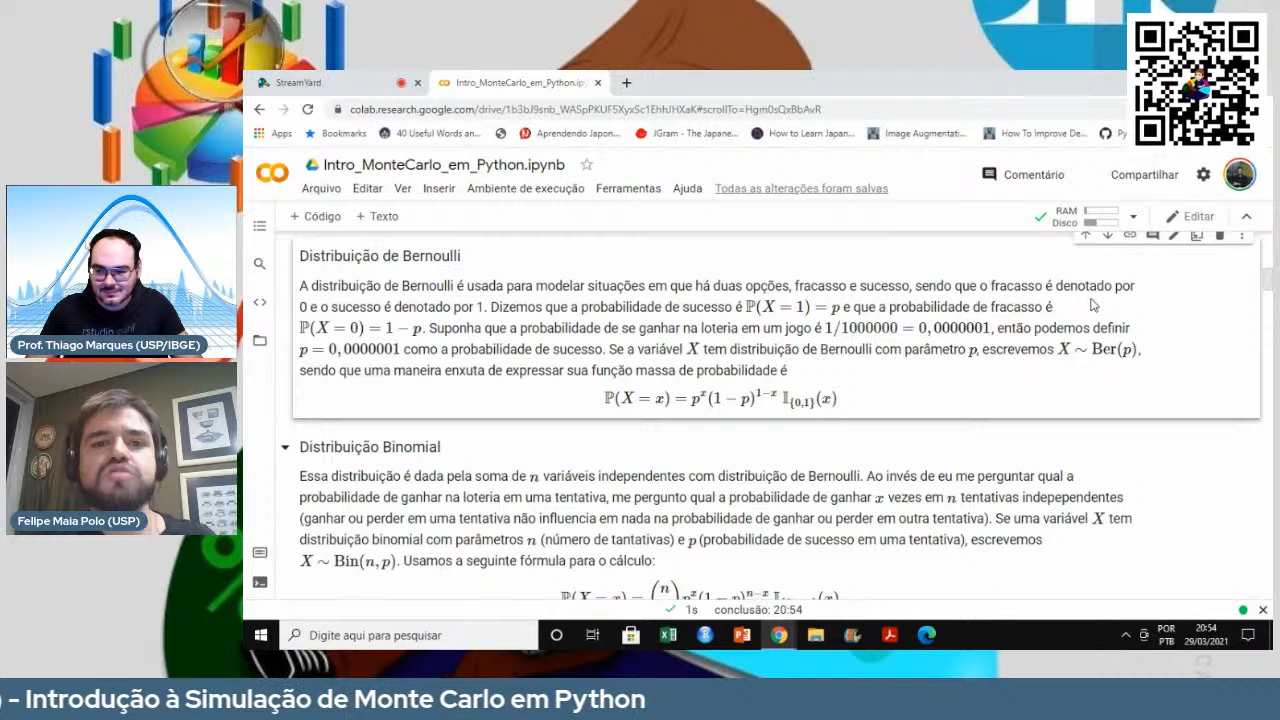 StreamYard
Intro_MonteCarlo_em_Python.ip
colab.research.google.com/drive/1b3bJ9snb_WASpPKUFSXyxSc1EhhJHXaK#scrollTo=Hgm0sQxBbAvR
Apps
Bookmarks
40 Useful Words an...
Aprendendo Japon...
JGram - The Japane...
How to Learn Japan...
Image Augmentati...
How To Improve De...
Py
Intro_MonteCarlo_em_Python.ipynb
Comentário
Compartilhar
Arquivo Editar Ver Inserir Ambiente de execução Ferramentas Ajuda Todas as alterações foram salvas
+ Código + Texto
RAM
Disco
Editar
Distribuição de Bernoulli
A distribuição de Bernoulli é usada para modelar situações em que há duas opções, fracasso e sucesso, sendo que o fracasso é denotado por
0 e o sucesso é denotado por 1. Dizemos que a probabilidade de sucesso é ℙ(X = 1) = p e que a probabilidade de fracasso é
ℙ(X = 0) = 1 − p. Suponha que a probabilidade de se ganhar na loteria em um jogo é 1/1000000 = 0,0000001, então podemos definir
p = 0,0000001 como a probabilidade de sucesso. Se a variável X tem distribuição de Bernoulli com parâmetro p, escrevemos X ∼ Ber(p),
sendo que uma maneira enxuta de expressar sua função massa de probabilidade é
ℙ(X = x) = p^x(1 − p)^{1−x} 𝕀_{{0,1}}(x)
Distribuição Binomial
Essa distribuição é dada pela soma de n variáveis independentes com distribuição de Bernoulli. Ao invés de eu me perguntar qual a
probabilidade de ganhar na loteria em uma tentativa, me pergunto qual a probabilidade de ganhar x vezes em n tentativas indepependentes
(ganhar ou perder em uma tentativa não influencia em nada na probabilidade de ganhar ou perder em outra tentativa). Se uma variável X tem
distribuição binomial com parâmetros n (número de tantativas) e p (probabilidade de sucesso em uma tentativa), escrevemos
X ∼ Bin(n, p). Usamos a seguinte fórmula para o cálculo:
1s conclusão: 20:54
Prof. Thiago Marques (USP/IBGE)
Felipe Maia Polo (USP)
Digite aqui para pesquisar
POR
PTB
20:54
29/03/2021
- Introdução à Simulação de Monte Carlo em Python